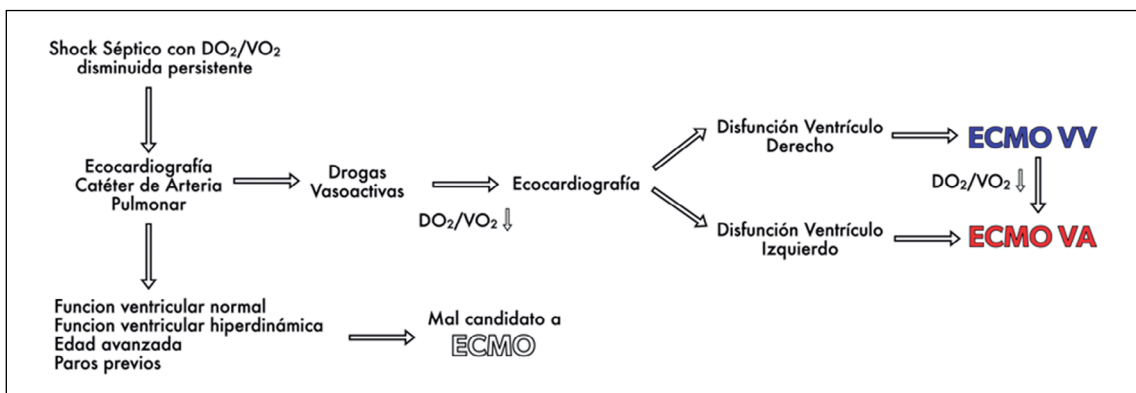 Shock Séptico con DO₂/VO₂
disminuida persistente
Ecocardiografía
Catéter de Arteria
Pulmonar
Drogas
Vasoactivas
DO₂/VO₂
Ecocardiografía
Disfunción Ventrículo
Derecho
ECMO VV
DO₂/VO₂
Disfunción Ventrículo
Izquierdo
ECMO VA
Funcion ventricular normal
Funcion ventricular hiperdinámica
Edad avanzada
Paros previos
Mal candidato a
ECMO